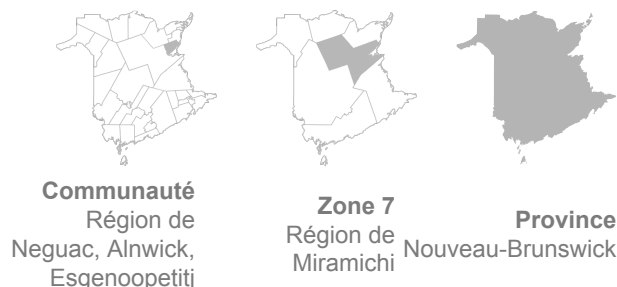 Communauté
Région de
Neguac, Alnwick,
Esgenoopetitj
Zone 7
Région de
Miramichi
Province
Nouveau-Brunswick